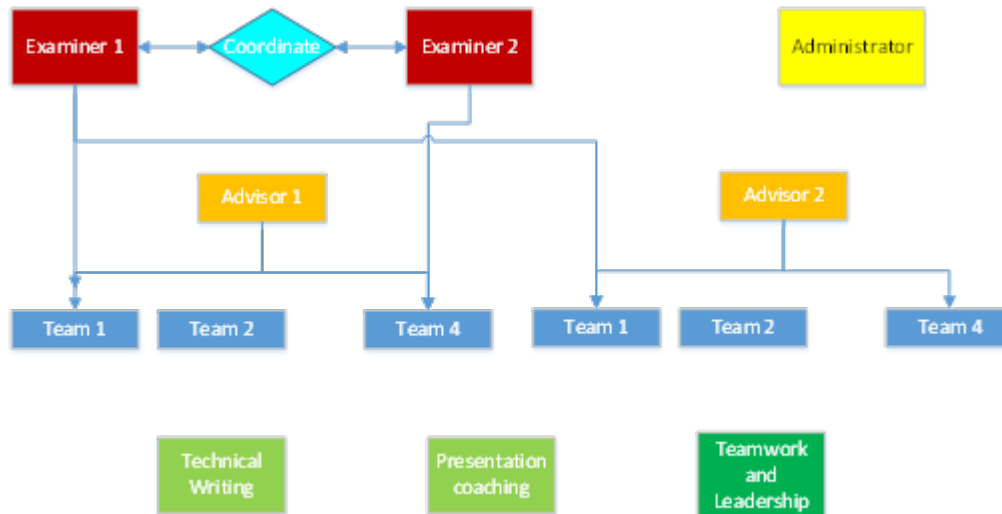 Examiner 1
Coordinate
Examiner 2
Administrator
Advisor 1
Advisor 2
Team 1
Team 2
Team 4
Team 1
Team 2
Team 4
Technical
Writing
Presentation
coaching
Teamwork
and
Leadership